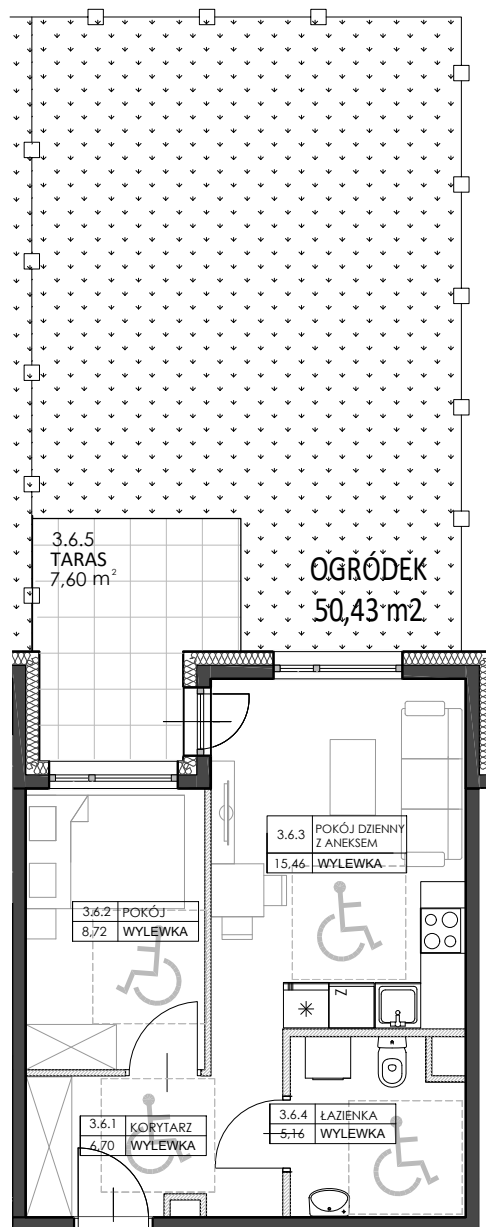 3.6.5
TARAS
7,60 m²
OGRÓDEK
50,43 m2
3.6.3 POKÓJ DZIENNY
Z ANEKSEM
15,46 WYLEWKA
3.6.2 POKÓJ
8,72 WYLEWKA
Z
3.6.1 KORYTARZ
6,70 WYLEWKA
3.6.4 ŁAZIENKA
5,16 WYLEWKA